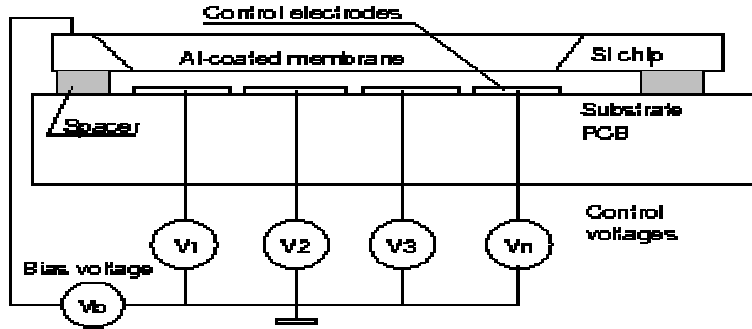 Control electrodes
Al-coated membrane
Si chip
Spacer
Substrate
PCB
V1
V2
V3
Vn
Control
voltages
Bias voltage
Vb